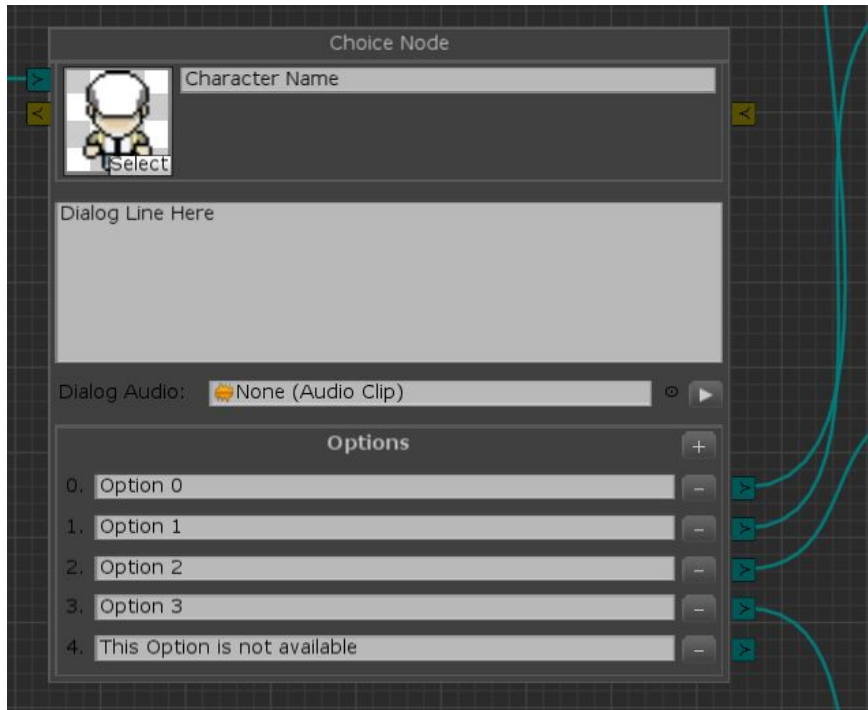 Choice Node
Character Name
Select
Dialog Line Here
Dialog Audio: None (Audio Clip)
Options
+
0. Option 0 -
1. Option 1 -
2. Option 2 -
3. Option 3 -
4. This Option is not available -